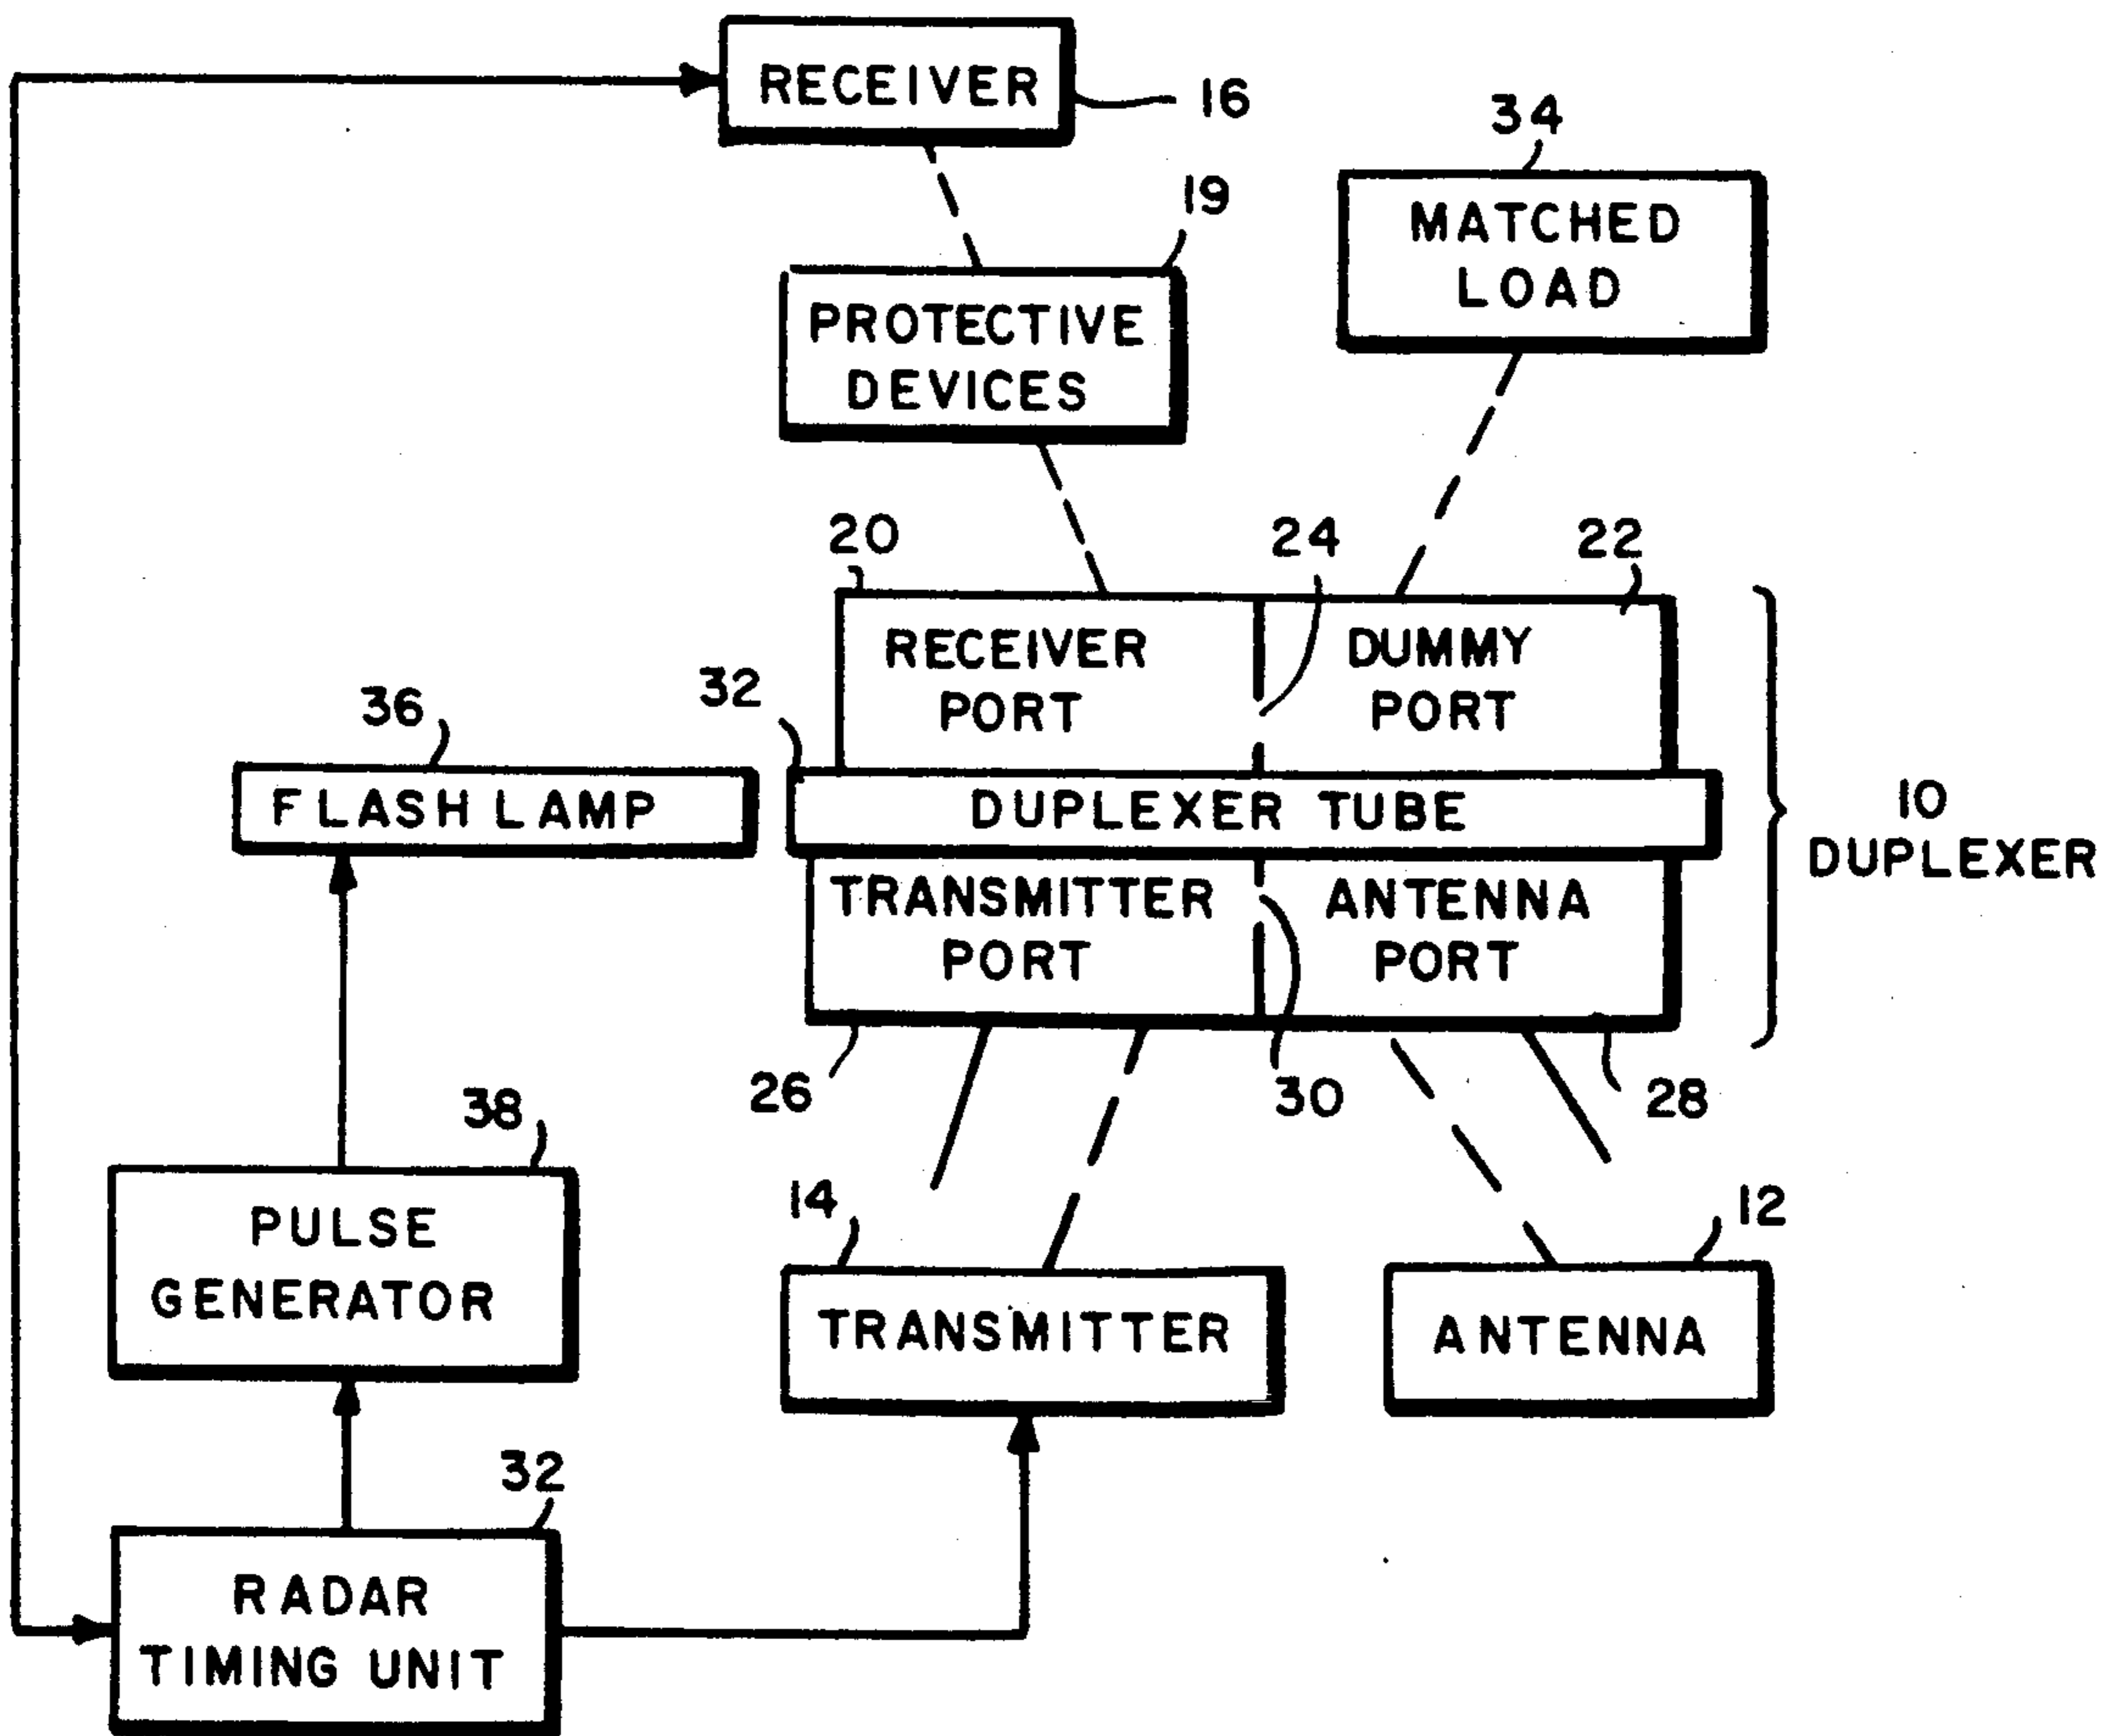 RECEIVER
16
34
19
MATCHED
LOAD
PROTECTIVE
DEVICES
20
24
22
RECEIVER
PORT
DUMMY
PORT
32
36
FLASH LAMP
DUPLEXER TUBE
10
DUPLEXER
TRANSMITTER
PORT
ANTENNA
PORT
26
30
28
38
PULSE
GENERATOR
14
12
TRANSMITTER
ANTENNA
32
RADAR
TIMING UNIT